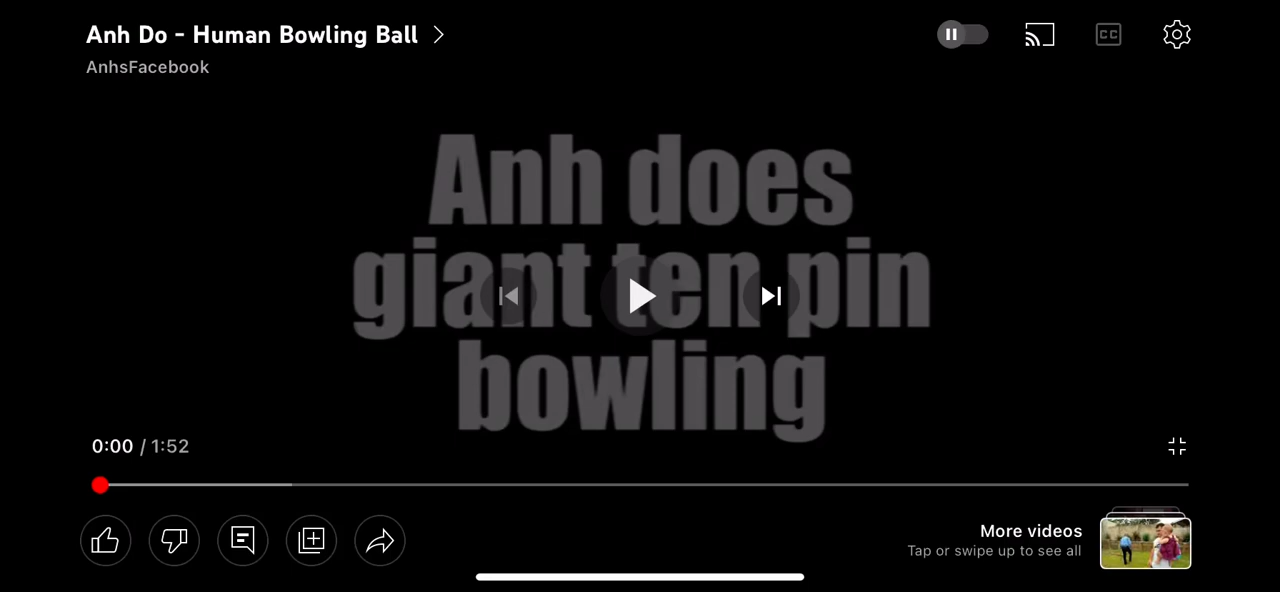 Anh Do - Human Bowling Ball
AnhsFacebook
CC
Anh does
giant ten pin
bowling
0:00 / 1:52
More videos
Tap or swipe up to see all